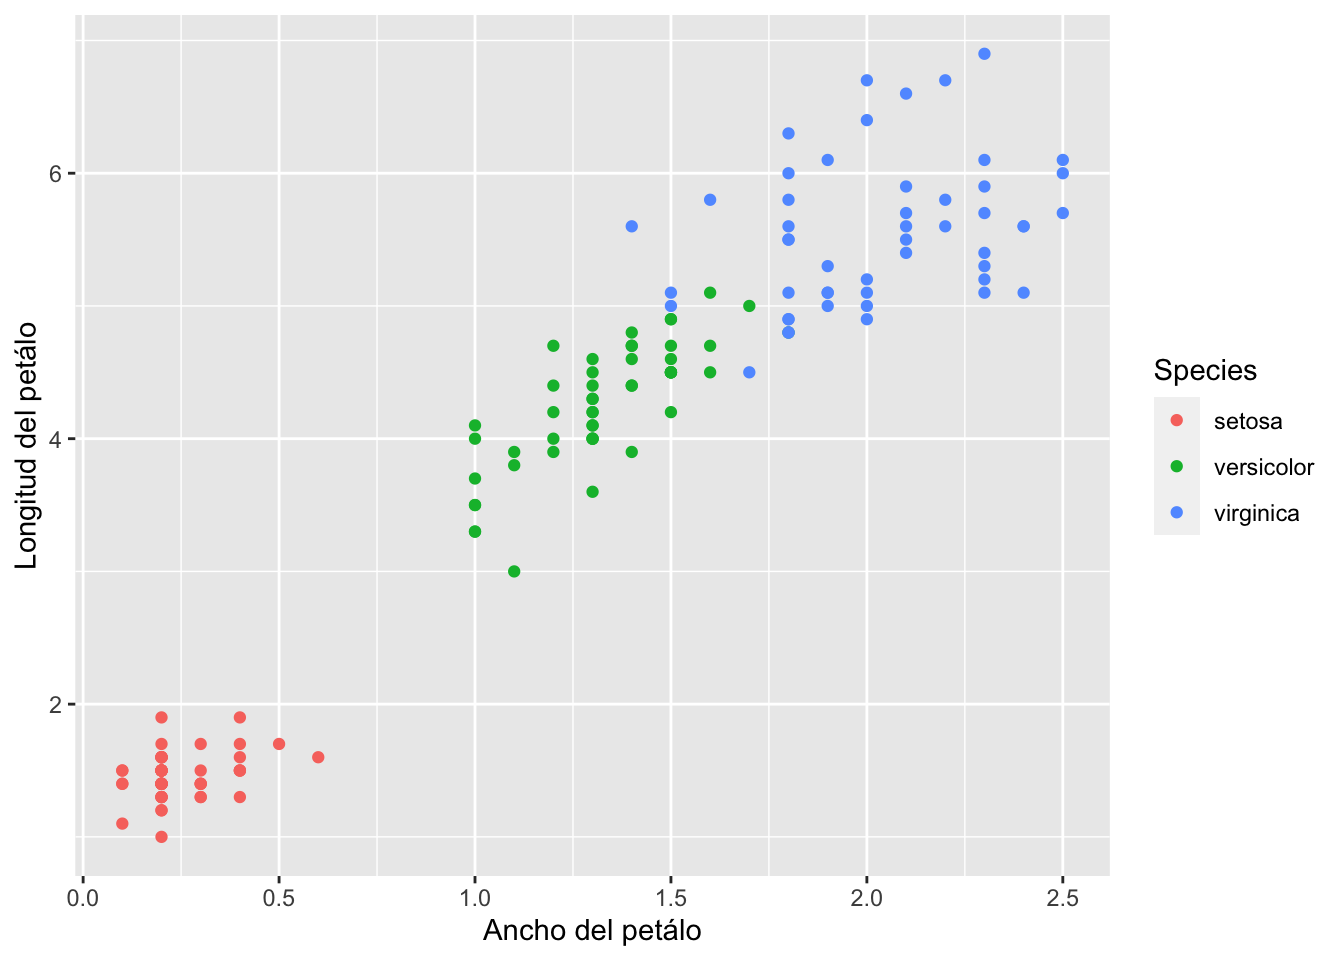 Longitud del petálo
6
4
2
0.0 0.5 1.0 1.5 2.0 2.5
Ancho del petálo
Species
setosa
versicolor
virginica